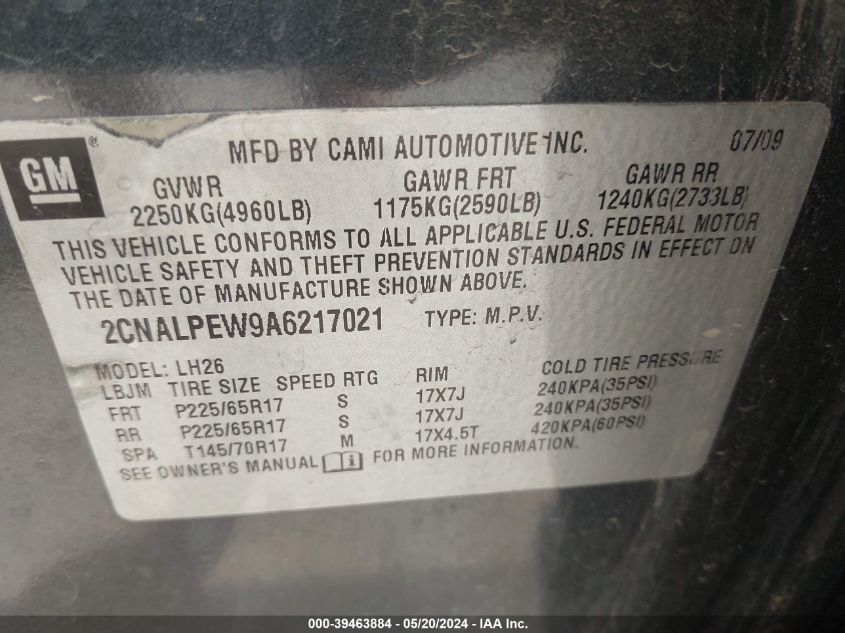 GM ®
MFD BY CAMI AUTOMOTIVE INC. 07/09
GVWR GAWR FRT GAWR RR
2250KG(4960LB) 1175KG(2590LB) 1240KG(2733LB)
THIS VEHICLE CONFORMS TO ALL APPLICABLE U.S. FEDERAL MOTOR
VEHICLE SAFETY AND THEFT PREVENTION STANDARDS IN EFFECT ON
THE DATE OF MANUFACTURE SHOWN ABOVE.
2CNALPEW9A6217021 TYPE: M.P.V.
MODEL: LH26
LBJM TIRE SIZE SPEED RTG RIM COLD TIRE PRESSURE
FRT P225/65R17 S 17X7J 240KPA(35PSI)
RR P225/65R17 S 17X7J 240KPA(35PSI)
SPA T145/70R17 M 17X4.5T 420KPA(60PSI)
SEE OWNER'S MANUAL FOR MORE INFORMATION.
000-39463884 - 05/20/2024 - IAA Inc.